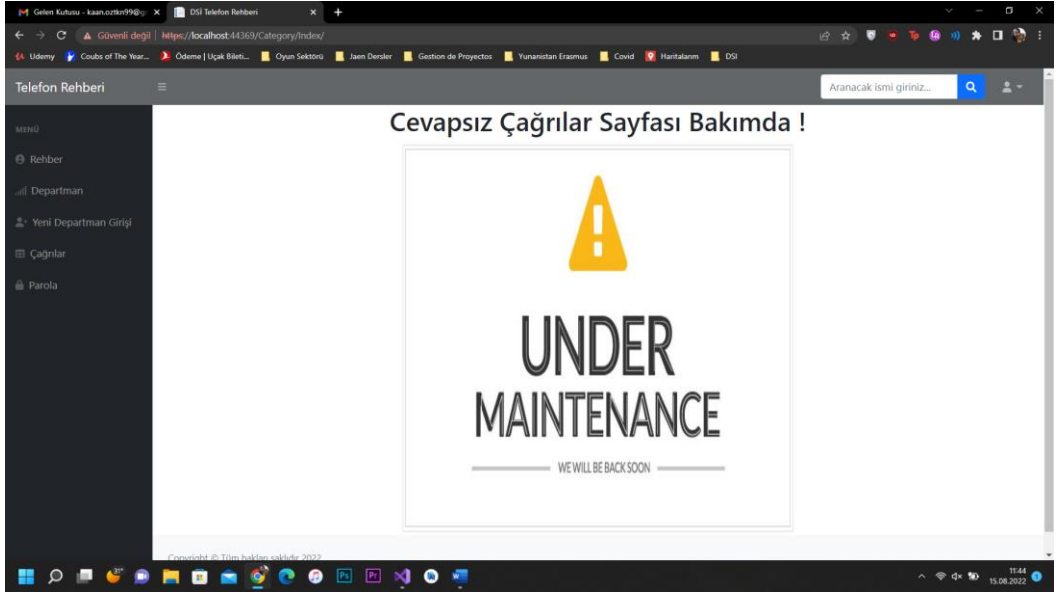 Gelen Kutusu - kaan.oztkn99@g
DSİ Telefon Rehberi
Güvenli değil
https://localhost:44369/Category/Index/
Udemy
Coubs of The Year...
Ödeme | Uçak Bileti...
Oyun Sektörü
Jaen Dersler
Gestion de Proyectos
Yunanistan Erasmus
Covid
Haritalarım
DSİ
Telefon Rehberi
Aranacak ismi giriniz...
MENÜ
Rehber
Departman
Yeni Departman Girişi
Çağrılar
Parola
Cevapsız Çağrılar Sayfası Bakımda !
UNDER
MAINTENANCE
WE WILL BE BACK SOON
Copyright © Tüm hakları saklıdır 2022
31°
11:44
15.08.2022